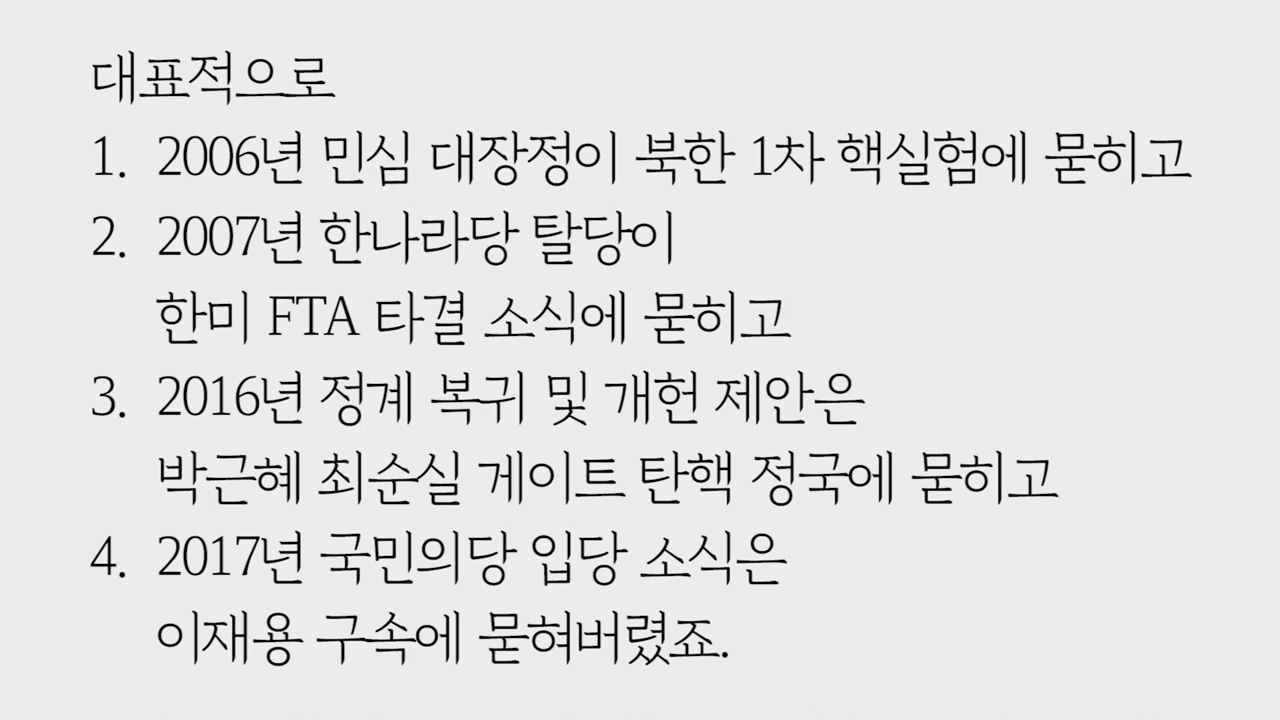 대표적으로
1. 2006년 민심 대장정이 북한 1차 핵실험에 묻히고
2. 2007년 한나라당 탈당이
한미 FTA 타결 소식에 묻히고
3. 2016년 정계 복귀 및 개헌 제안은
박근혜 최순실 게이트 탄핵 정국에 묻히고
4. 2017년 국민의당 입당 소식은
이재용 구속에 묻혀버렸죠.